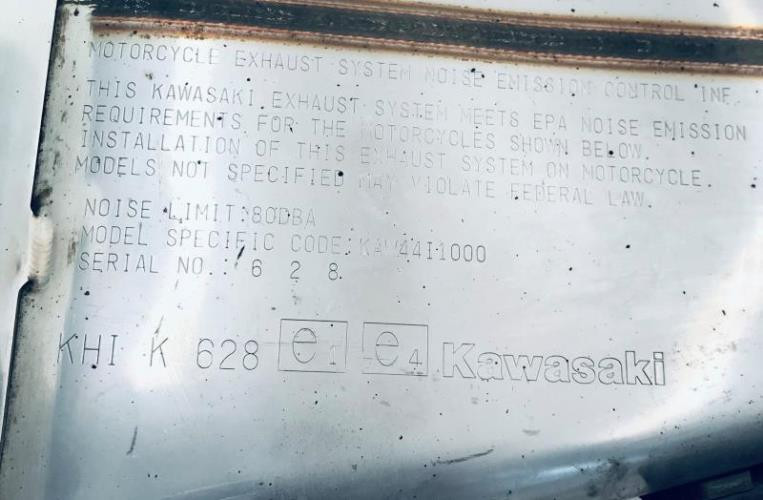 MOTORCYCLE EXHAUST SYSTEM NOISE EMISSION CONTROL INF.
THIS KAWASAKI EXHAUST SYSTEM MEETS EPA NOISE EMISSION
REQUIREMENTS FOR THE MOTORCYCLES SHOWN BELOW.
INSTALLATION OF THIS EXHAUST SYSTEM ON MOTORCYCLE.
MODELS NOT SPECIFIED MAY VIOLATE FEDERAL LAW.
NOISE LIMIT:80DBA
MODEL SPECIFIC CODE:KAW44I1000
SERIAL NO.: 6 2 8
KHI K 628 e1 e4 Kawasaki